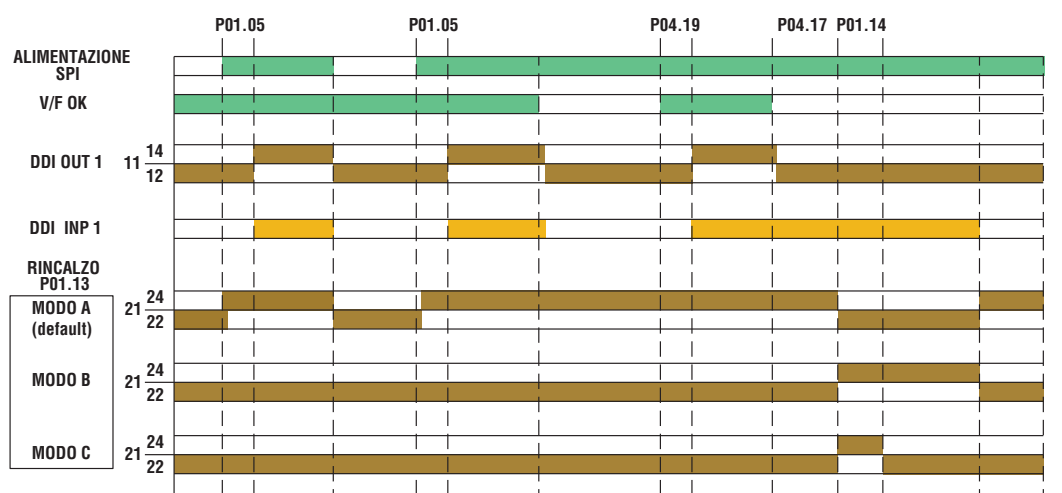 P01.05 P01.05 P04.19 P04.17 P01.14
ALIMENTAZIONE
SPI
V/F OK
DDI OUT 1 11 14
12
DDI INP 1
RINCALZO
P01.13
MODO A
(default)
21 24
22
MODO B 21 24
22
MODO C 21 24
22